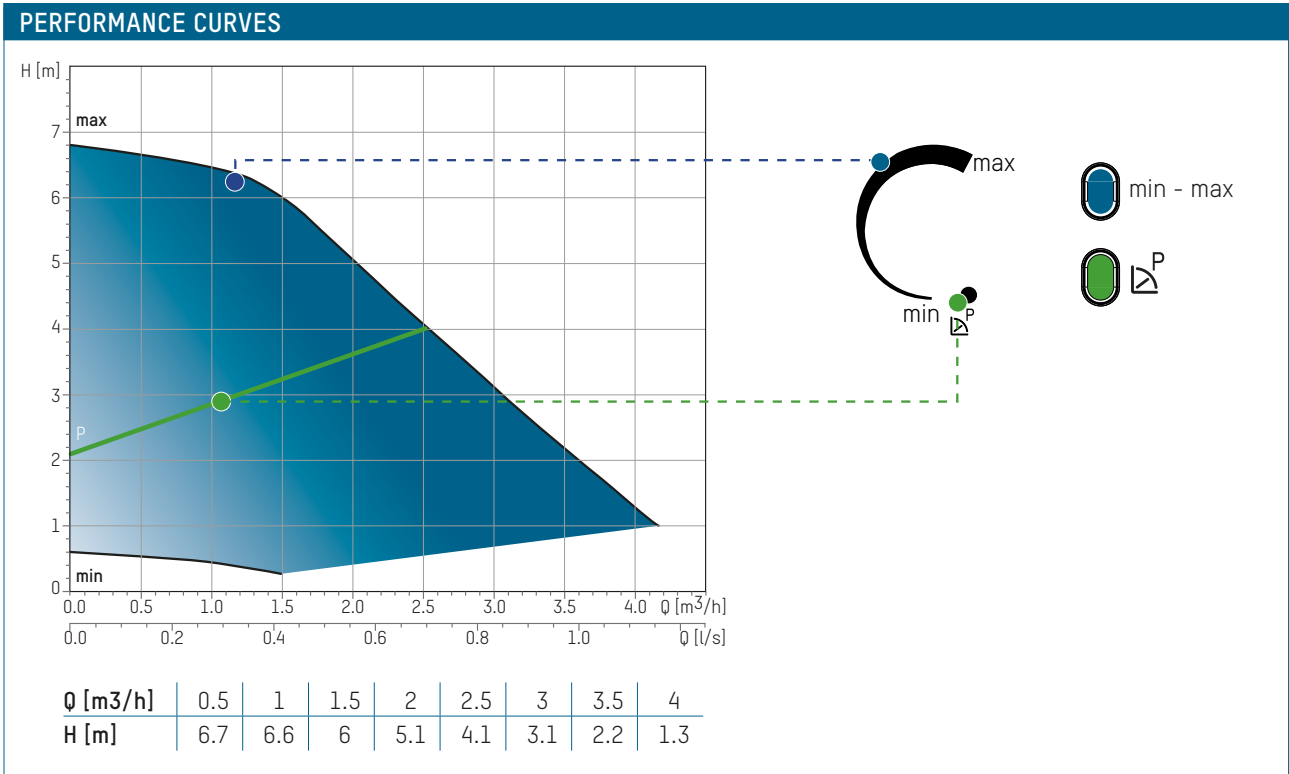 PERFORMANCE CURVES
H [m]
max
7
6
5
4
3
2
1
0
P
min
0.0 0.5 1.0 1.5 2.0 2.5 3.0 3.5 4.0 Q [m³/h]
0.0 0.2 0.4 0.6 0.8 1.0 Q [l/s]
max
min
P
min - max
P
Q [m3/h] 0.5 1 1.5 2 2.5 3 3.5 4
H [m] 6.7 6.6 6 5.1 4.1 3.1 2.2 1.3